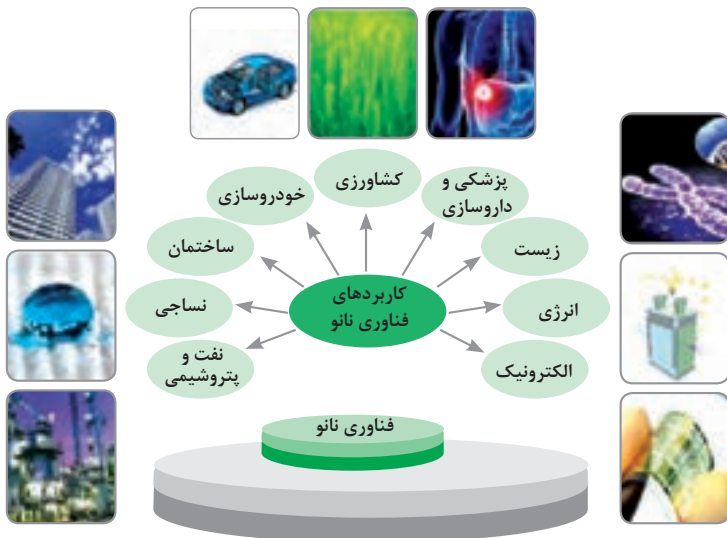 کشاورزی
پزشکی و
داروسازی
خودروسازی
زیست
ساختمان
انرژی
کاربردهای
فناوری نانو
نساجی
الکترونیک
نفت و
پتروشیمی
فناوری نانو